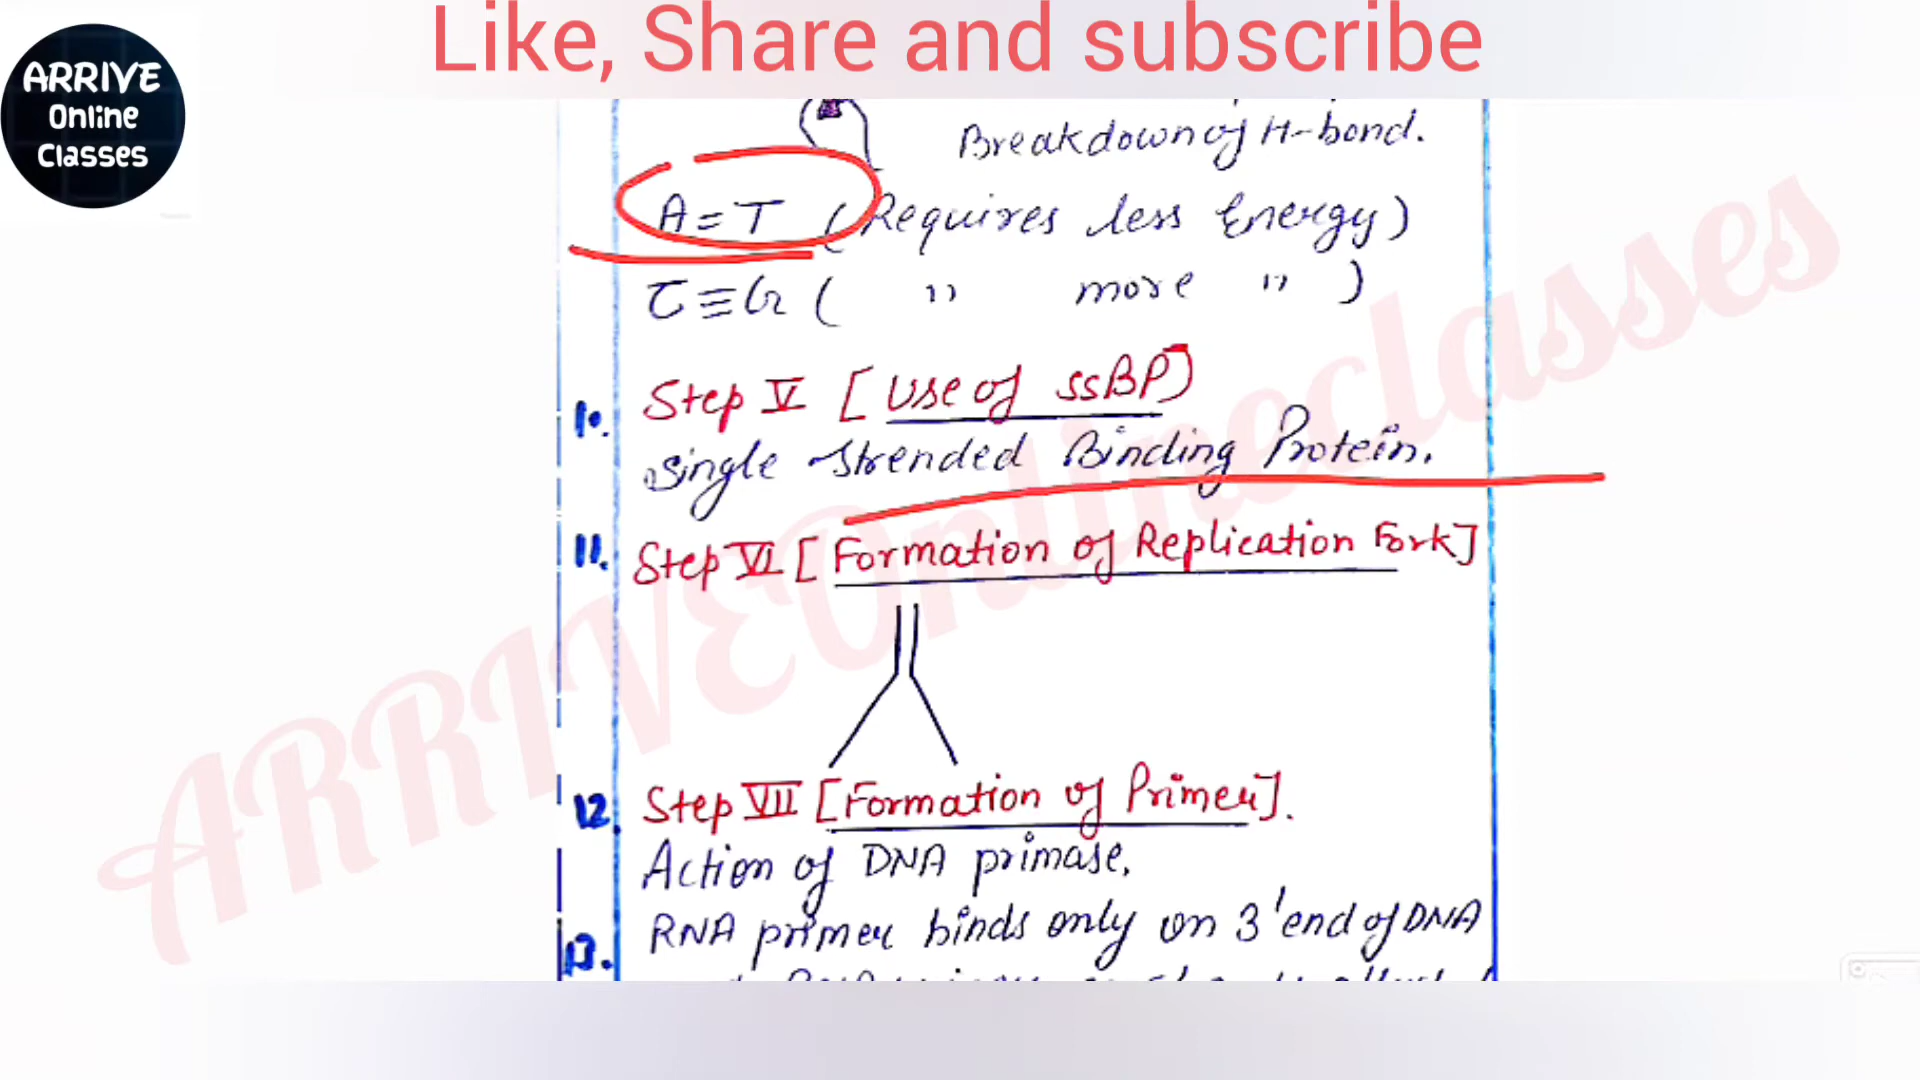 Like, Share and subscribe
ARRIVE
Online
Classes
Breakdown of H-bond.
A = T (Requires less Energy)
C ≡ G ( " more " )
10. Step V [Use of ssBP]
Single Strended Binding Protein.
11. Step VI [Formation of Replication Fork]
12. Step VII [Formation of Primer].
Action of DNA primase.
13. RNA primer binds only on 3' end of DNA
ARRIVEOnlineclasses